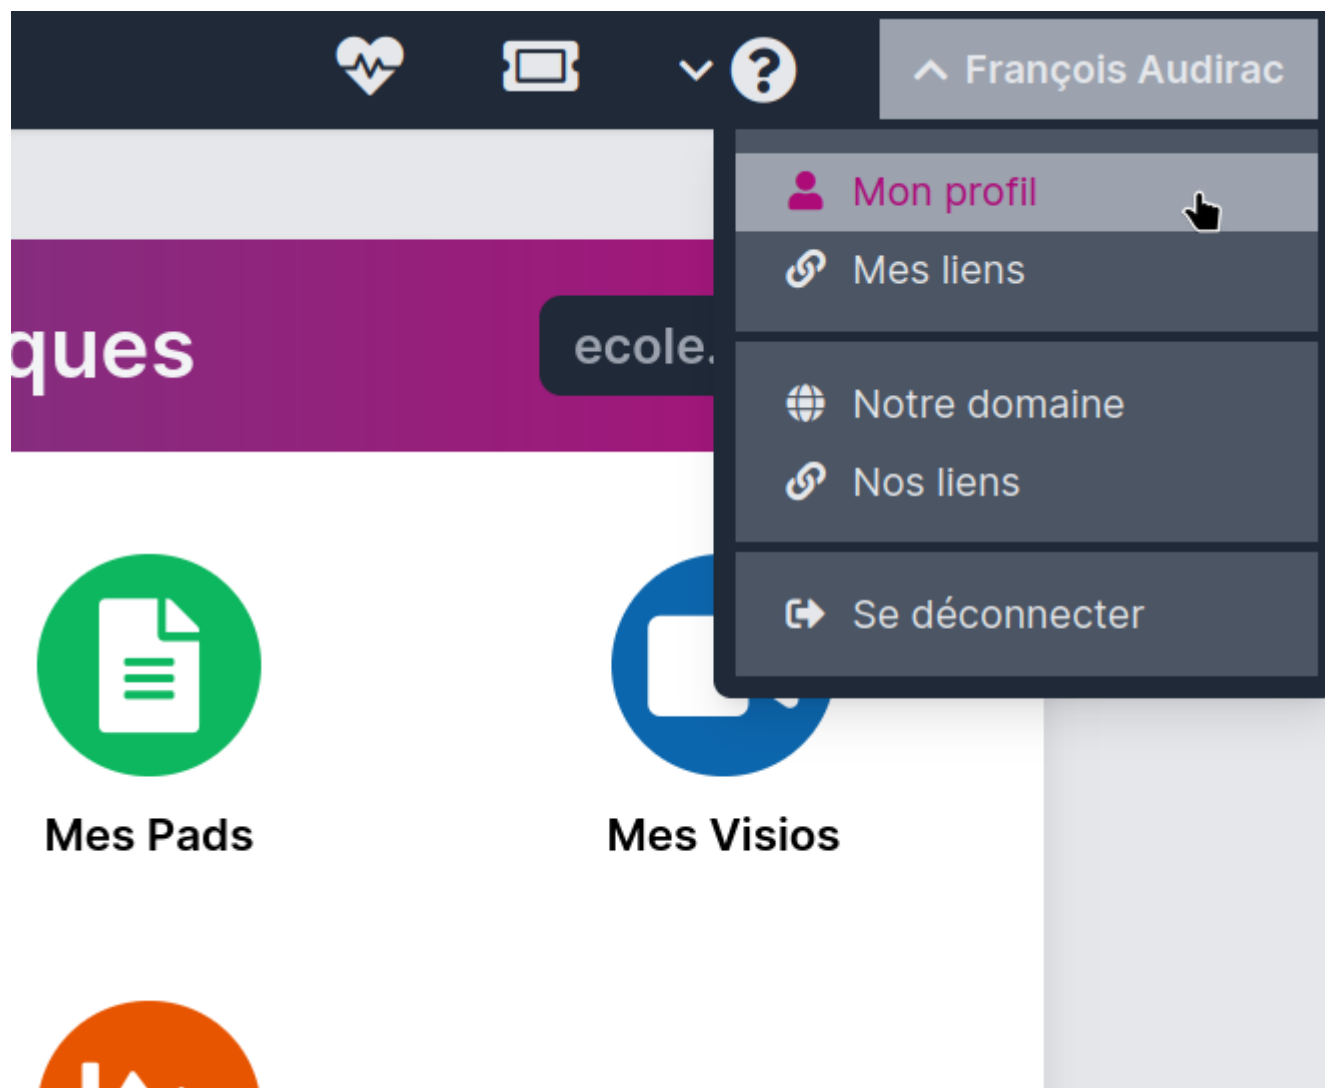 François Audirac
Mon profil
Mes liens
ques
ecole.
Notre domaine
Nos liens
Se déconnecter
Mes Pads
Mes Visios